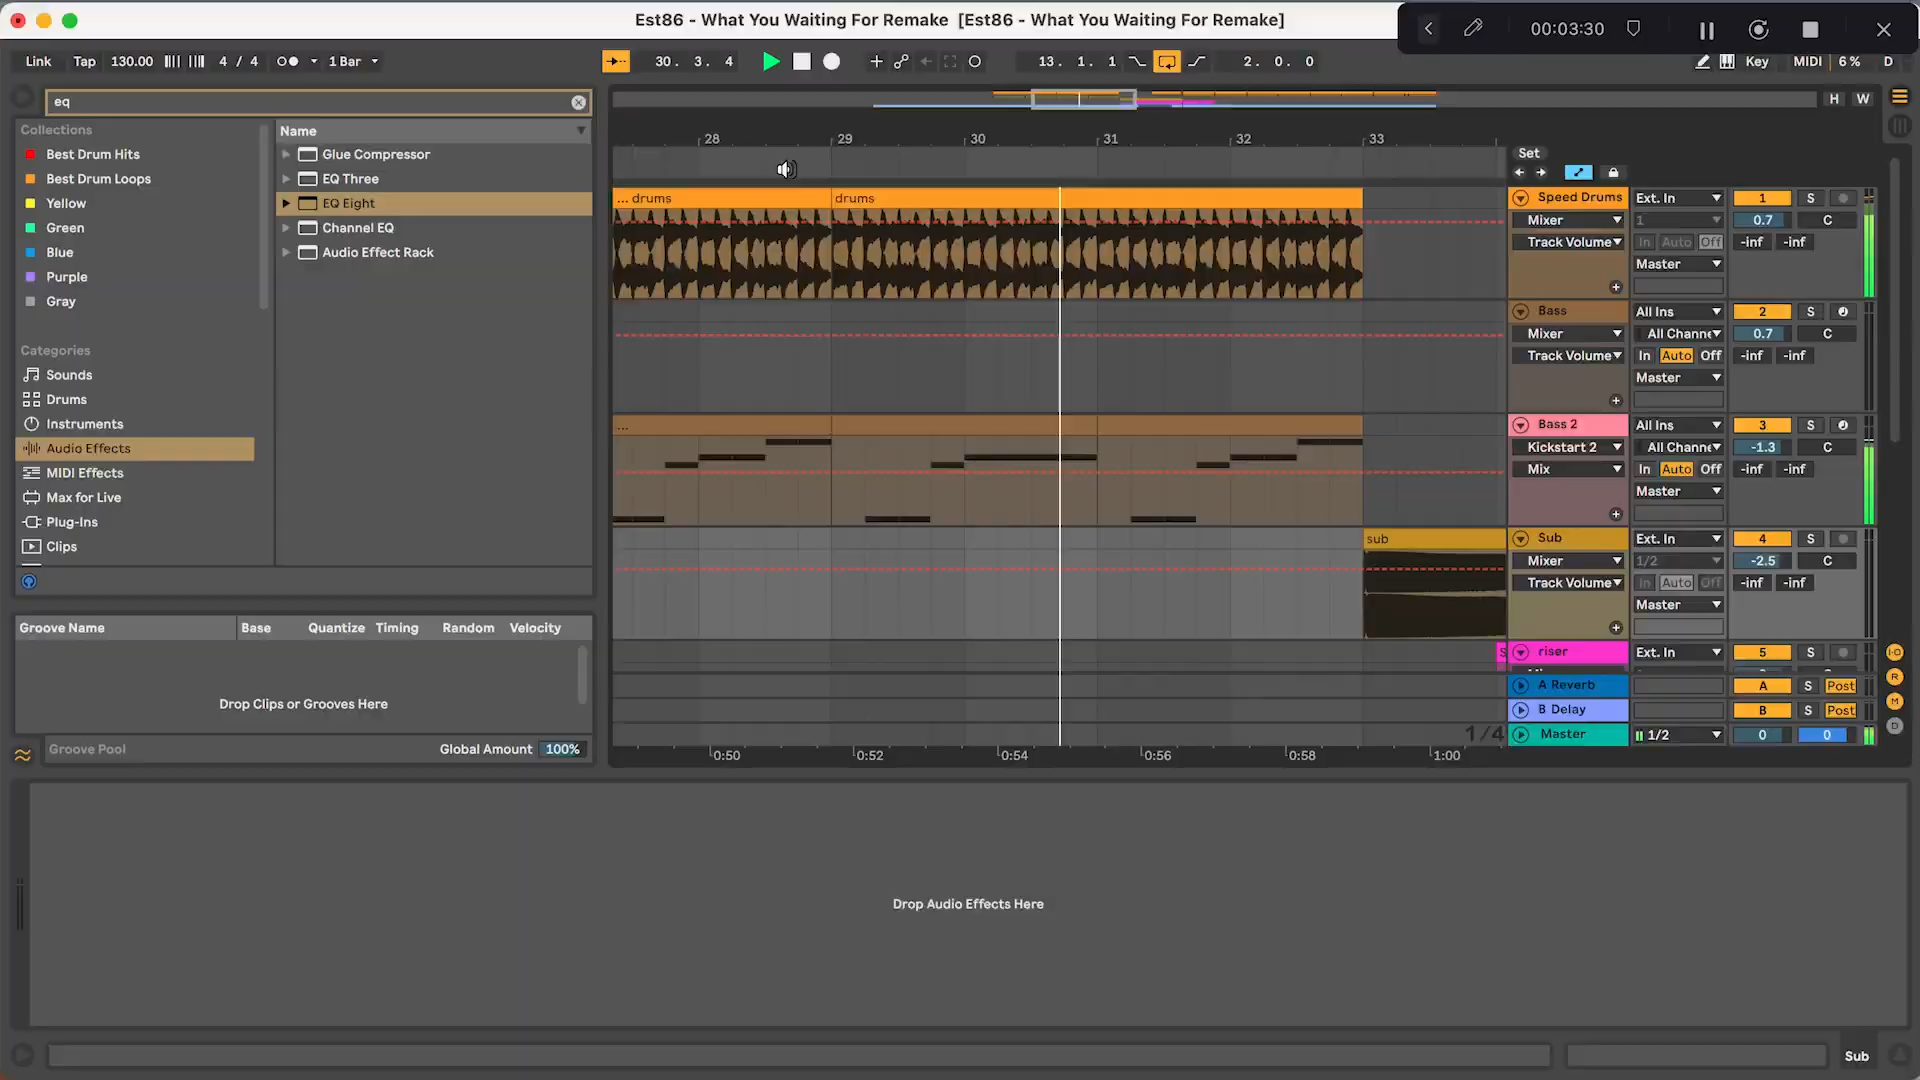 Est86 - What You Waiting For Remake [Est86 - What You Waiting For Remake]
00:03:30
Link Tap 130.00 4 / 4 1 Bar
30. 3. 4
13. 1. 1
2. 0. 0
Key MIDI 6 % D
eq
H W
Collections
Best Drum Hits
Best Drum Loops
Yellow
Green
Blue
Purple
Gray
Categories
Sounds
Drums
Instruments
Audio Effects
MIDI Effects
Max for Live
Plug-Ins
Clips
Name
Glue Compressor
EQ Three
EQ Eight
Channel EQ
Audio Effect Rack
Groove Name Base Quantize Timing Random Velocity
Drop Clips or Grooves Here
Groove Pool Global Amount 100%
28 29 30 31 32 33
Set
... drums drums
Speed Drums Ext. In 1 S
Mixer 1 0.7 C
Track Volume In Auto Off -inf -inf
Master
Bass All Ins 2 S
Mixer All Channe 0.7 C
Track Volume In Auto Off -inf -inf
Master
...
Bass 2 All Ins 3 S
Kickstart 2 All Channe -1.3 C
Mix In Auto Off -inf -inf
Master
sub
Sub Ext. In 4 S
Mixer 1/2 -2.5 C
Track Volume In Auto Off -inf -inf
Master
S riser Ext. In 5 S
A Reverb A S Post
B Delay B S Post
1/4 Master 1/2 0 0
0:50 0:52 0:54 0:56 0:58 1:00
I·O
R
M
D
Drop Audio Effects Here
Sub